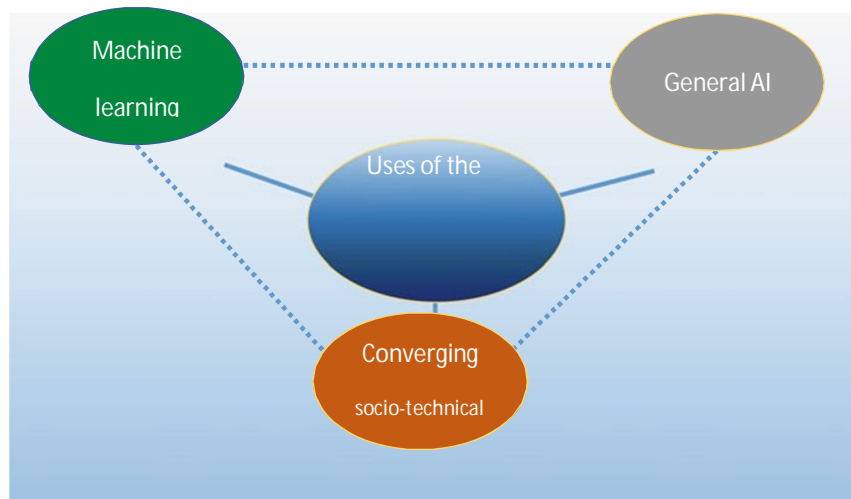 Machine
learning
General AI
Uses of the
Converging
socio-technical